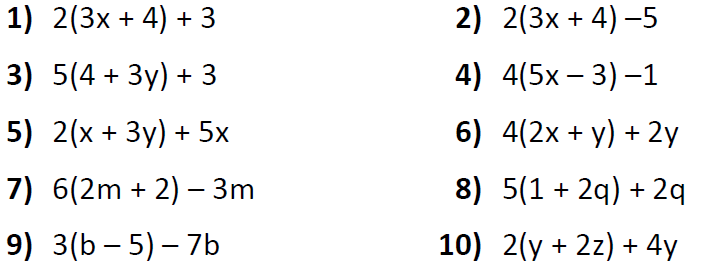 1) 2(3x + 4) + 3 2) 2(3x + 4) –5
3) 5(4 + 3y) + 3 4) 4(5x – 3) –1
5) 2(x + 3y) + 5x 6) 4(2x + y) + 2y
7) 6(2m + 2) – 3m 8) 5(1 + 2q) + 2q
9) 3(b – 5) – 7b 10) 2(y + 2z) + 4y